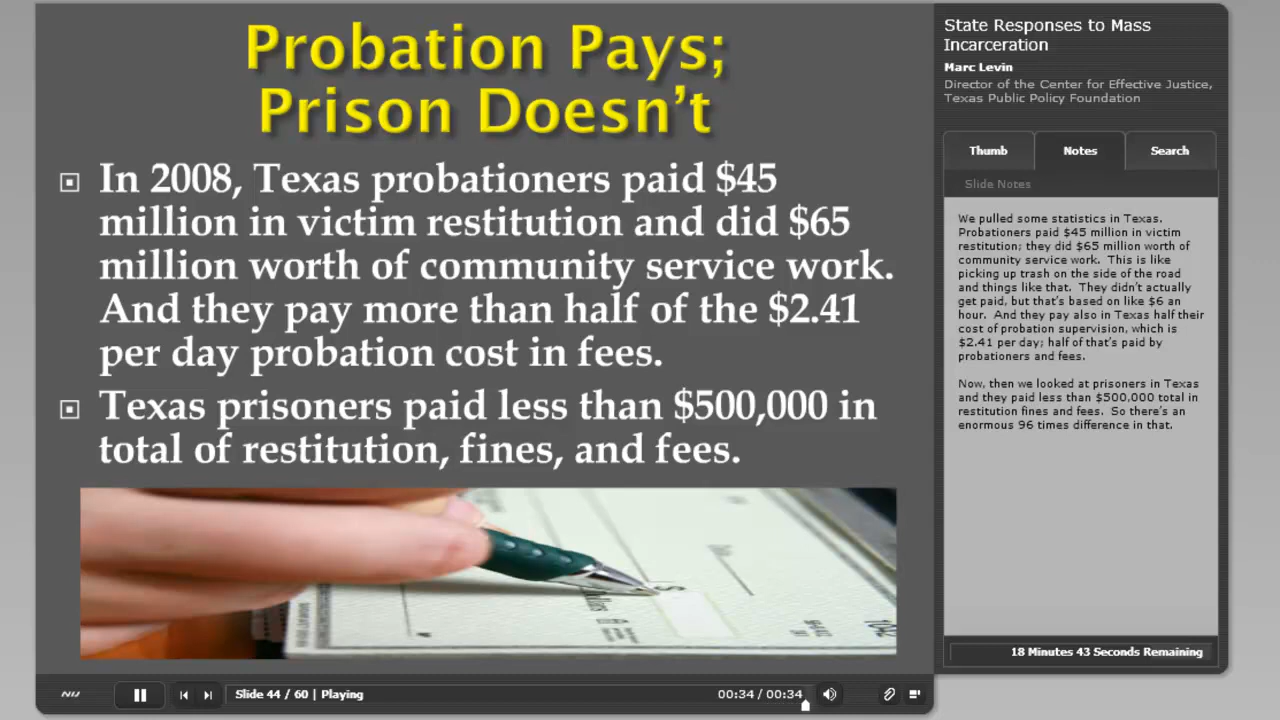 Probation Pays;
Prison Doesn't
In 2008, Texas probationers paid $45
million in victim restitution and did $65
million worth of community service work.
And they pay more than half of the $2.41
per day probation cost in fees.
Texas prisoners paid less than $500,000 in
total of restitution, fines, and fees.
$
Slide 44 / 60 | Playing
00:34 / 00:34
State Responses to Mass
Incarceration
Marc Levin
Director of the Center for Effective Justice,
Texas Public Policy Foundation
Thumb
Notes
Search
Slide Notes
We pulled some statistics in Texas.
Probationers paid $45 million in victim
restitution; they did $65 million worth of
community service work. This is like
picking up trash on the side of the road
and things like that. They didn't actually
get paid, but that's based on like $6 an
hour. And they pay also in Texas half their
cost of probation supervision, which is
$2.41 per day; half of that's paid by
probationers and fees.
Now, then we looked at prisoners in Texas
and they paid less than $500,000 total in
restitution fines and fees. So there's an
enormous 96 times difference in that.
18 Minutes 43 Seconds Remaining